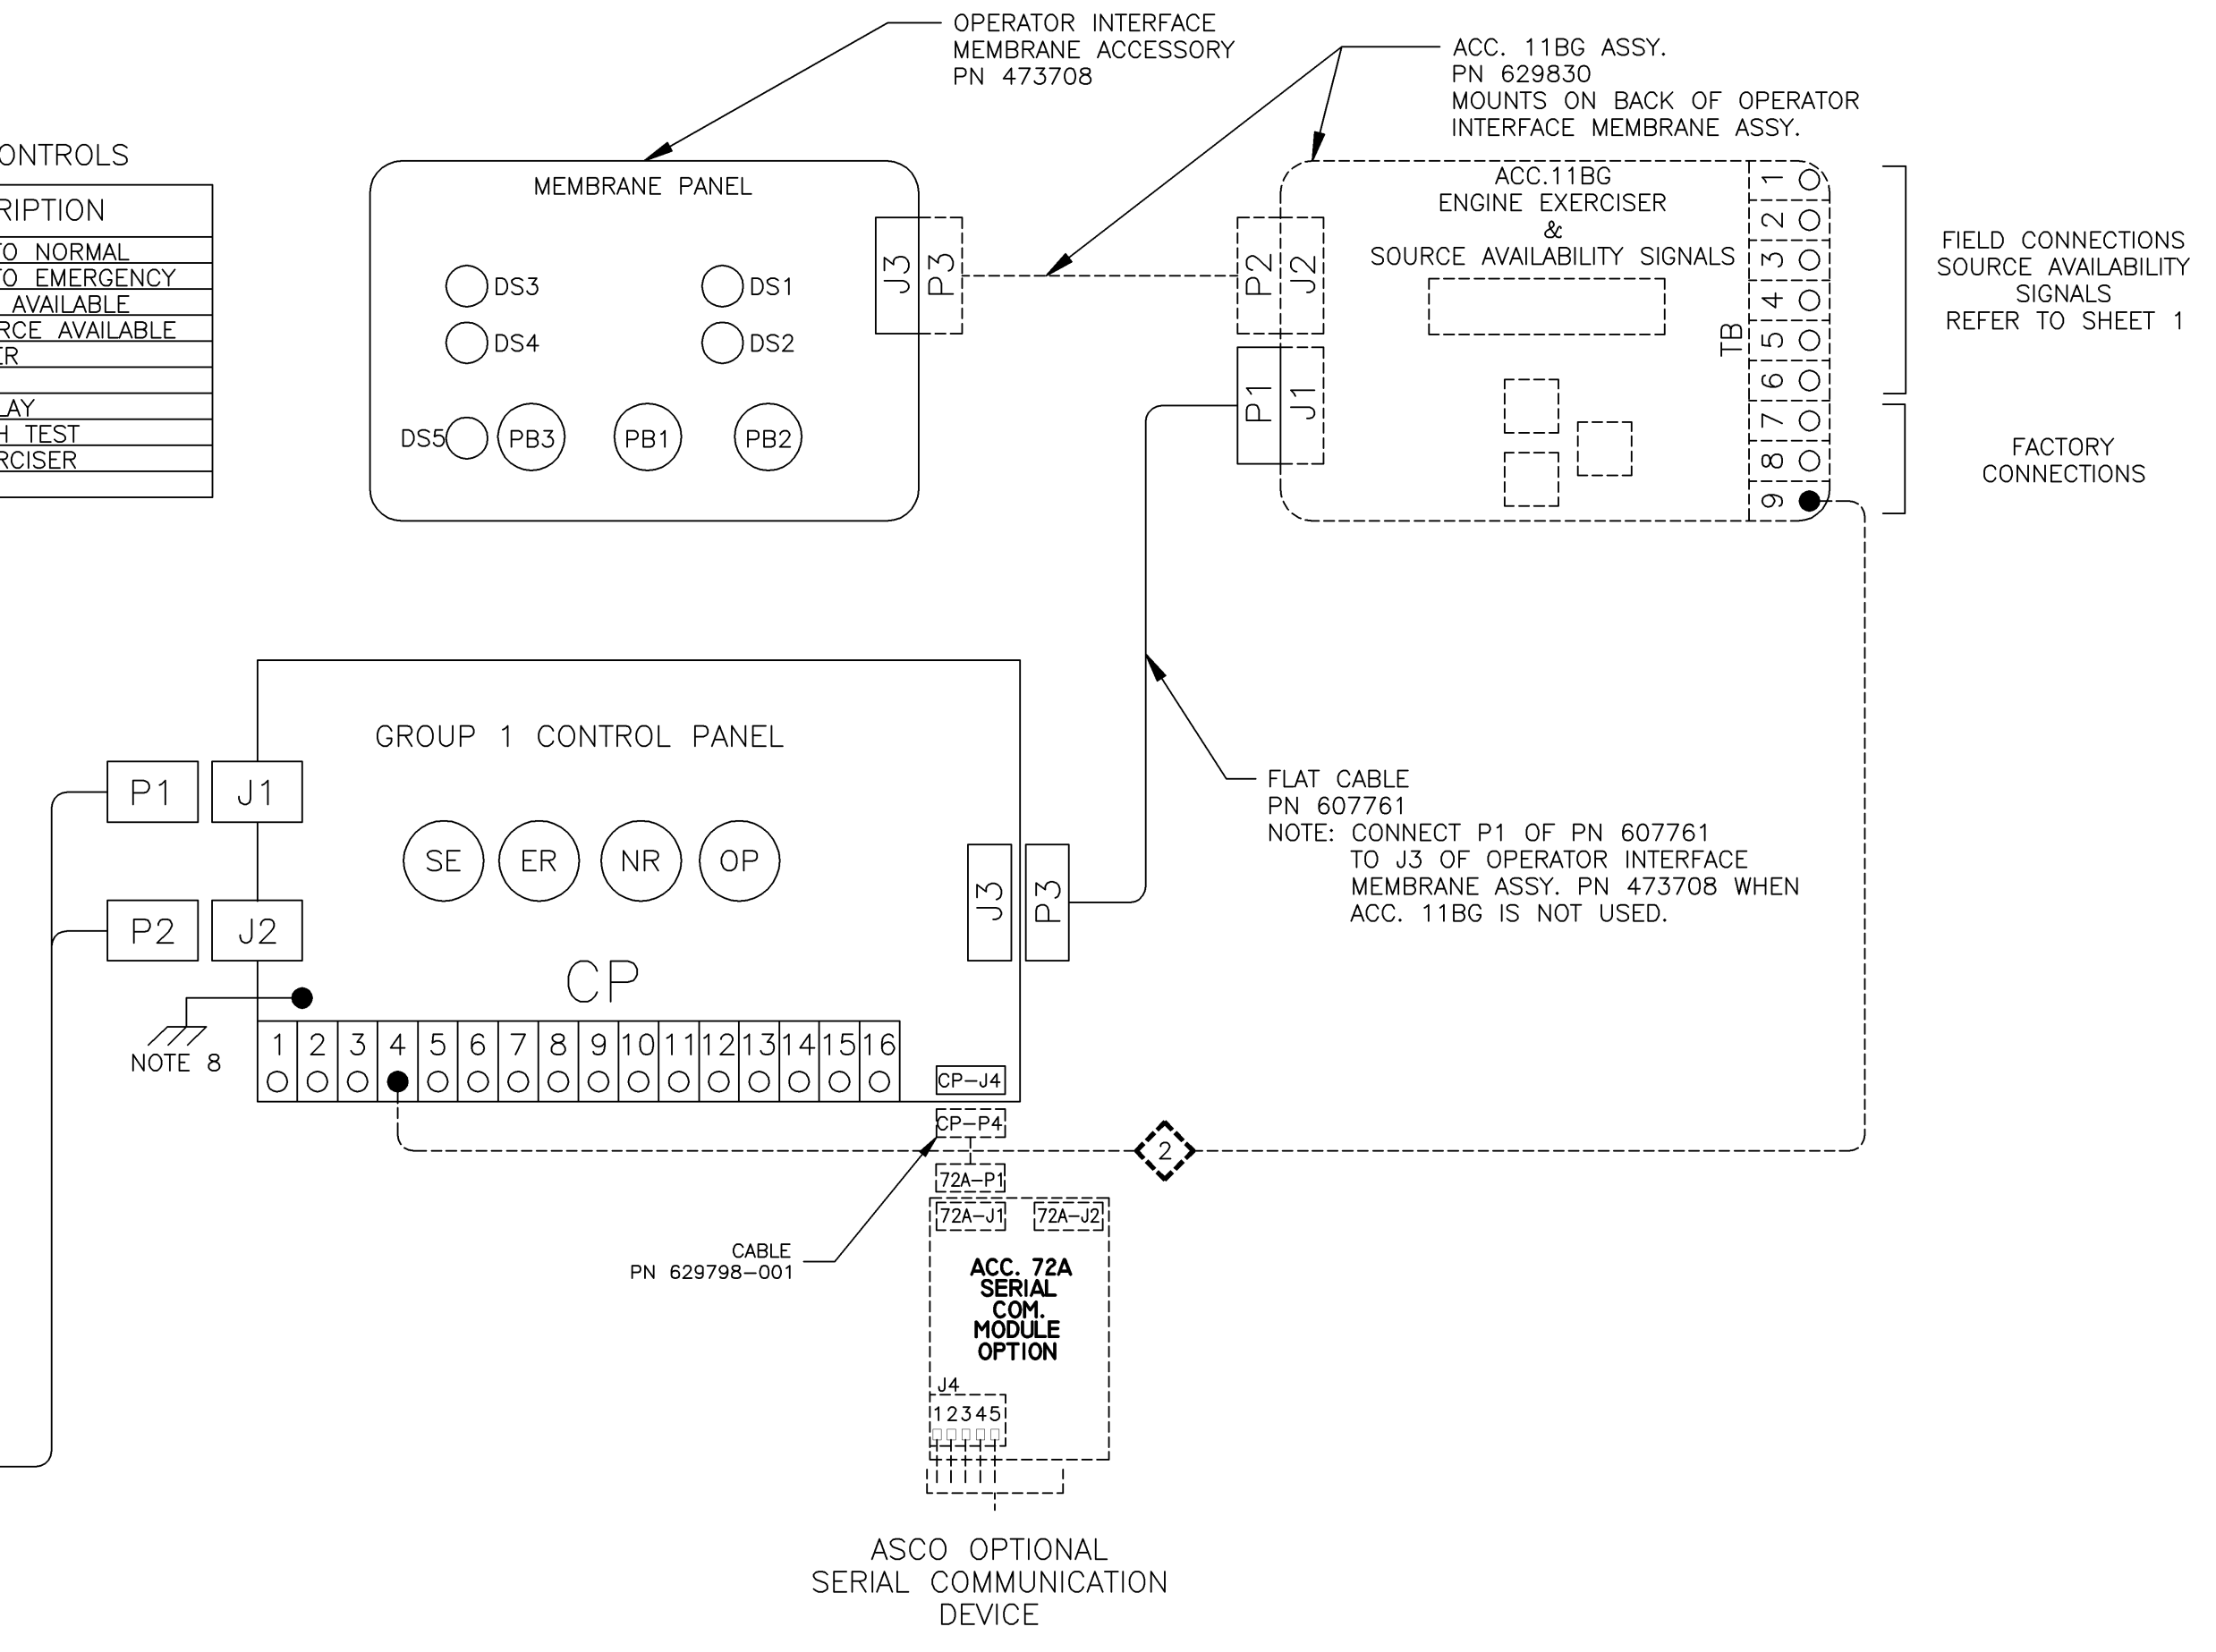 OPERATOR INTERFACE
MEMBRANE ACCESSORY
PN 473708
ACC. 11BG ASSY.
PN 629830
MOUNTS ON BACK OF OPERATOR
INTERFACE MEMBRANE ASSY.
ONTROLS
RIPTION
TO NORMAL
TO EMERGENCY
AVAILABLE
RCE AVAILABLE
ER
LAY
H TEST
RCISER
MEMBRANE PANEL
DS3
DS1
DS4
DS2
DS5
PB3
PB1
PB2
J3
P3
P2
J2
P1
J1
ACC.11BG
ENGINE EXERCISER
&
SOURCE AVAILABILITY SIGNALS
TB
1
2
3
4
5
6
7
8
9
FIELD CONNECTIONS
SOURCE AVAILABILITY
SIGNALS
REFER TO SHEET 1
FACTORY
CONNECTIONS
GROUP 1 CONTROL PANEL
P1
J1
SE
ER
NR
OP
P2
J2
J3
P3
CP
NOTE 8
1 2 3 4 5 6 7 8 9 10 11 12 13 14 15 16
CP-J4
CP-P4
FLAT CABLE
PN 607761
NOTE: CONNECT P1 OF PN 607761
TO J3 OF OPERATOR INTERFACE
MEMBRANE ASSY. PN 473708 WHEN
ACC. 11BG IS NOT USED.
2
72A-P1
72A-J1
72A-J2
CABLE
PN 629798-001
ACC. 72A
SERIAL
COM.
MODULE
OPTION
J4
12345
ASCO OPTIONAL
SERIAL COMMUNICATION
DEVICE